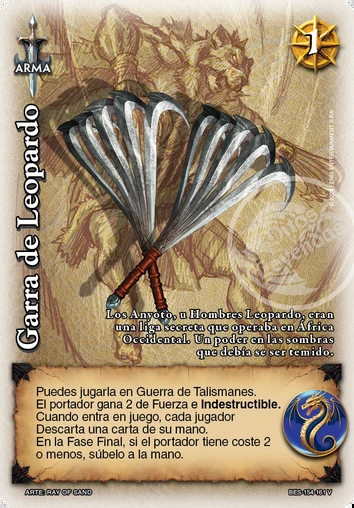 ARMA
1
Garra de Leopardo
Los Anyoto, u Hombres Leopardo, eran
una liga secreta que operaba en África
Occidental. Un poder en las sombras
que debía se ser temido.
Puedes jugarla en Guerra de Talismanes.
El portador gana 2 de Fuerza e Indestructible.
Cuando entra en juego, cada jugador
Descarta una carta de su mano.
En la Fase Final, si el portador tiene coste 2
o menos, súbelo a la mano.
ARTE: RAY OF SAND
BES-154-161 V